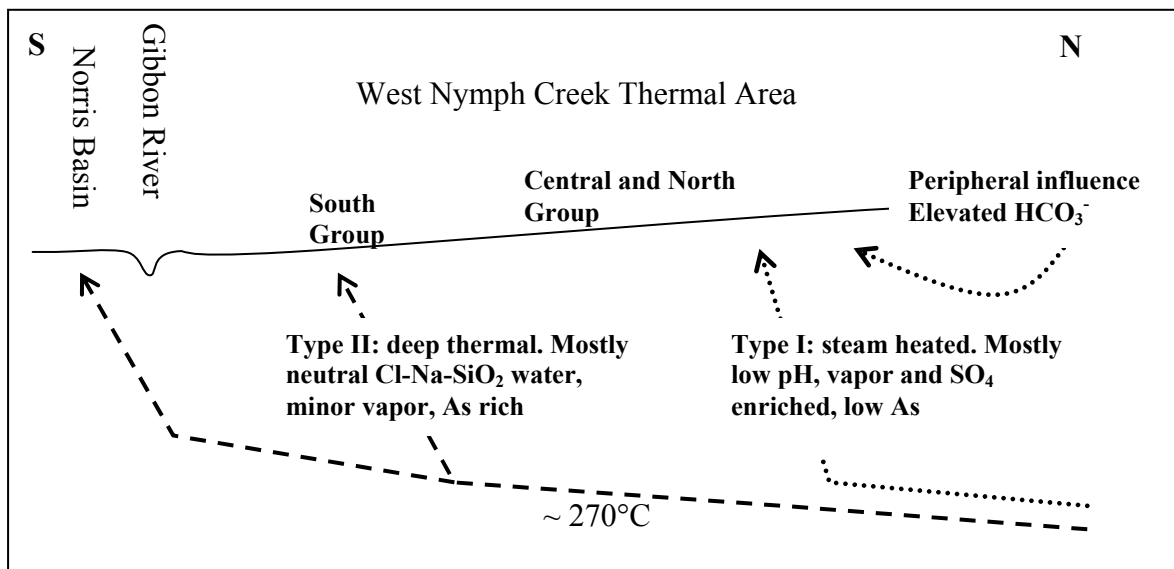 S
N
Norris Basin
Gibbon River
West Nymph Creek Thermal Area
South
Group
Central and North
Group
Peripheral influence
Elevated HCO₃⁻
Type II: deep thermal. Mostly
neutral Cl-Na-SiO₂ water,
minor vapor, As rich
Type I: steam heated. Mostly
low pH, vapor and SO₄
enriched, low As
~ 270°C